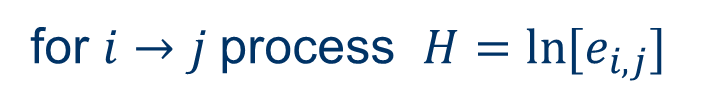 for i → j process H = ln[e_{i,j}]